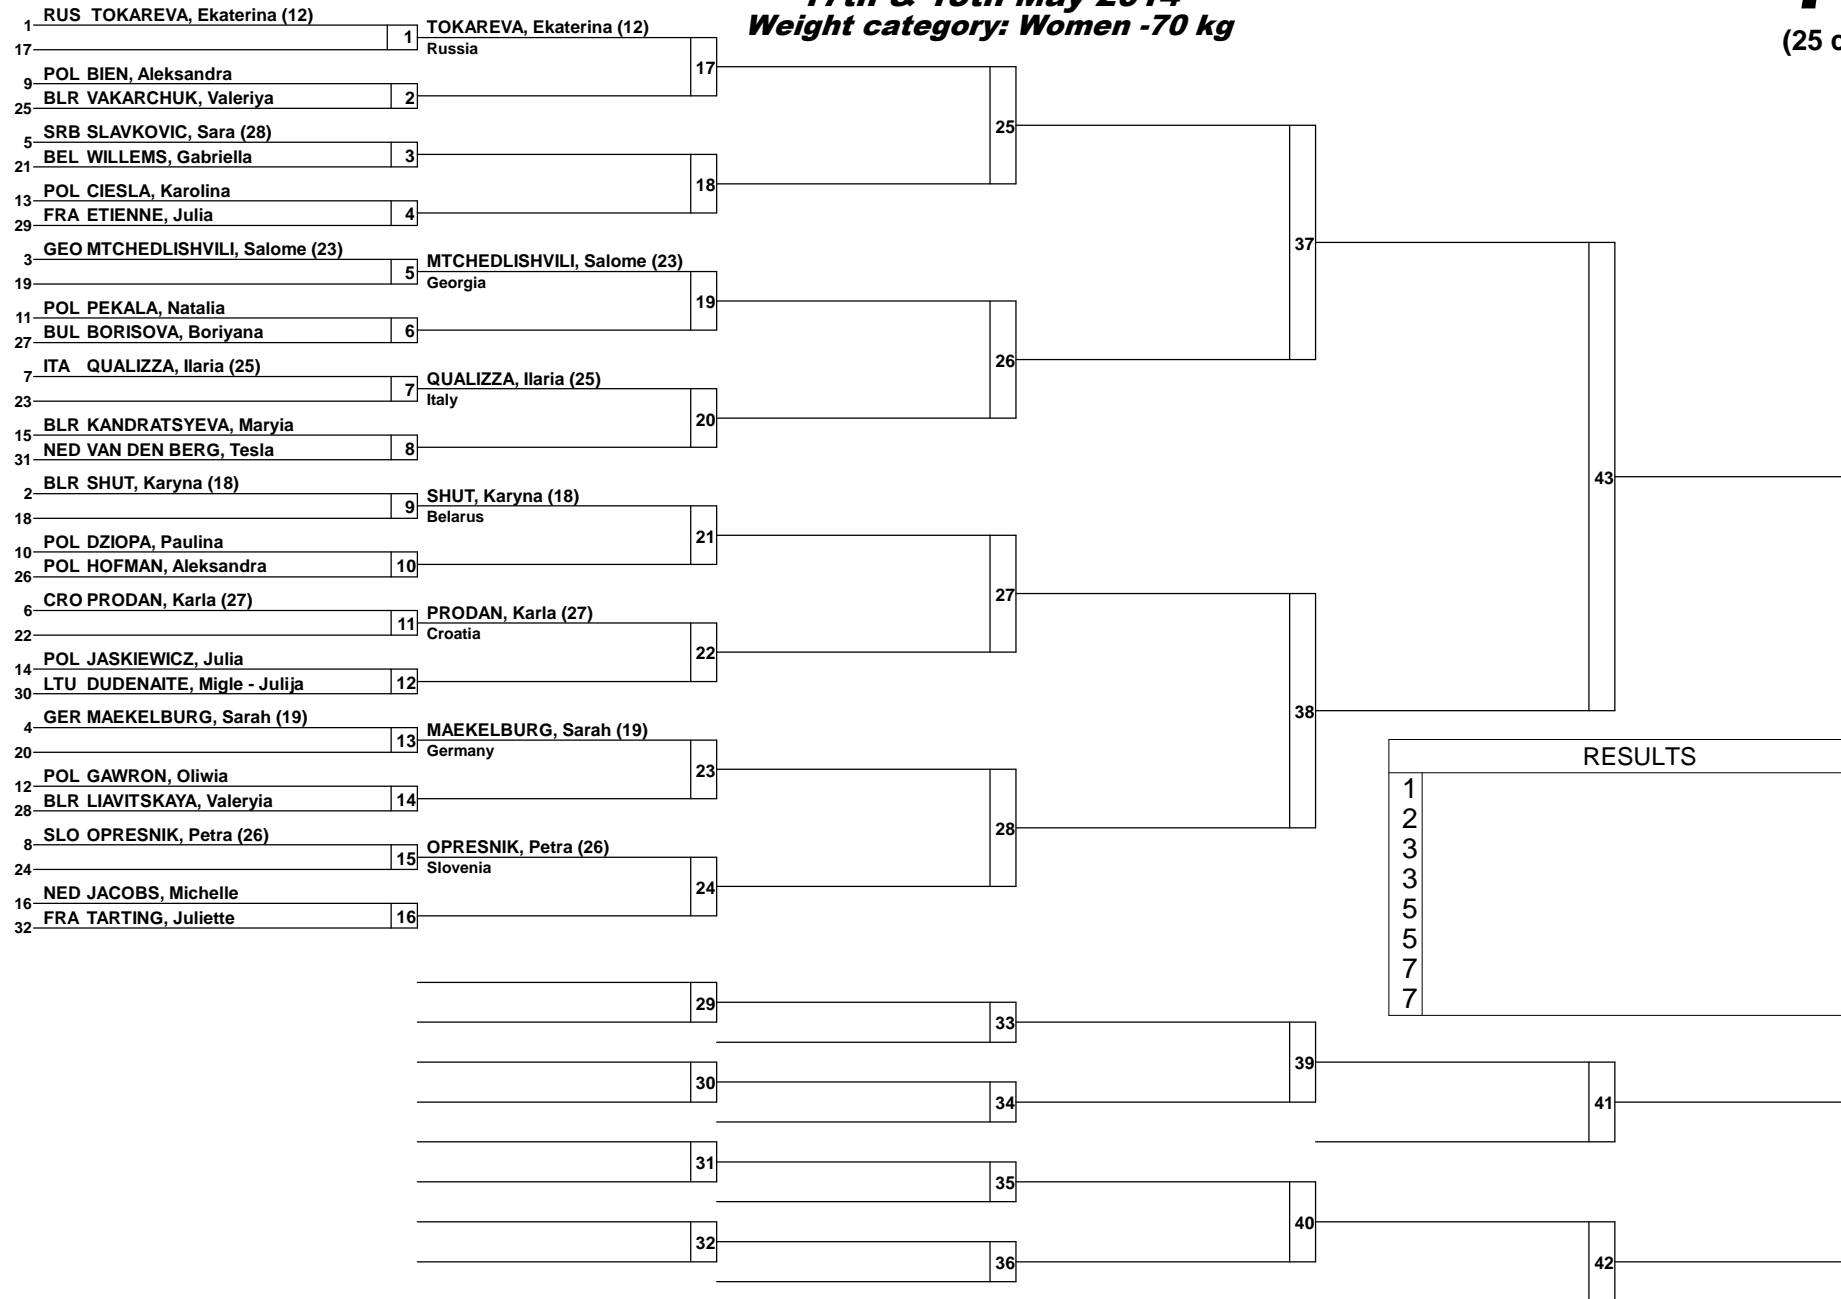 17th & 18th May 2014
Weight category: Women -70 kg
(25 c
1 RUS TOKAREVA, Ekaterina (12)
17
1
TOKAREVA, Ekaterina (12)
Russia
9 POL BIEN, Aleksandra
25 BLR VAKARCHUK, Valeriya
2
17
5 SRB SLAVKOVIC, Sara (28)
21 BEL WILLEMS, Gabriella
3
13 POL CIESLA, Karolina
29 FRA ETIENNE, Julia
4
18
25
3 GEO MTCHEDLISHVILI, Salome (23)
19
5
MTCHEDLISHVILI, Salome (23)
Georgia
11 POL PEKALA, Natalia
27 BUL BORISOVA, Boriyana
6
19
7 ITA QUALIZZA, Ilaria (25)
23
7
QUALIZZA, Ilaria (25)
Italy
15 BLR KANDRATSYEVA, Maryia
31 NED VAN DEN BERG, Tesla
8
20
26
37
2 BLR SHUT, Karyna (18)
18
9
SHUT, Karyna (18)
Belarus
10 POL DZIOPA, Paulina
26 POL HOFMAN, Aleksandra
10
21
6 CRO PRODAN, Karla (27)
22
11
PRODAN, Karla (27)
Croatia
14 POL JASKIEWICZ, Julia
30 LTU DUDENAITE, Migle - Julija
12
22
27
4 GER MAEKELBURG, Sarah (19)
20
13
MAEKELBURG, Sarah (19)
Germany
12 POL GAWRON, Oliwia
28 BLR LIAVITSKAYA, Valeryia
14
23
8 SLO OPRESNIK, Petra (26)
24
15
OPRESNIK, Petra (26)
Slovenia
16 NED JACOBS, Michelle
32 FRA TARTING, Juliette
16
24
28
38
43
RESULTS
1
2
3
3
5
5
7
7
29
33
30
34
39
41
31
35
32
36
40
42